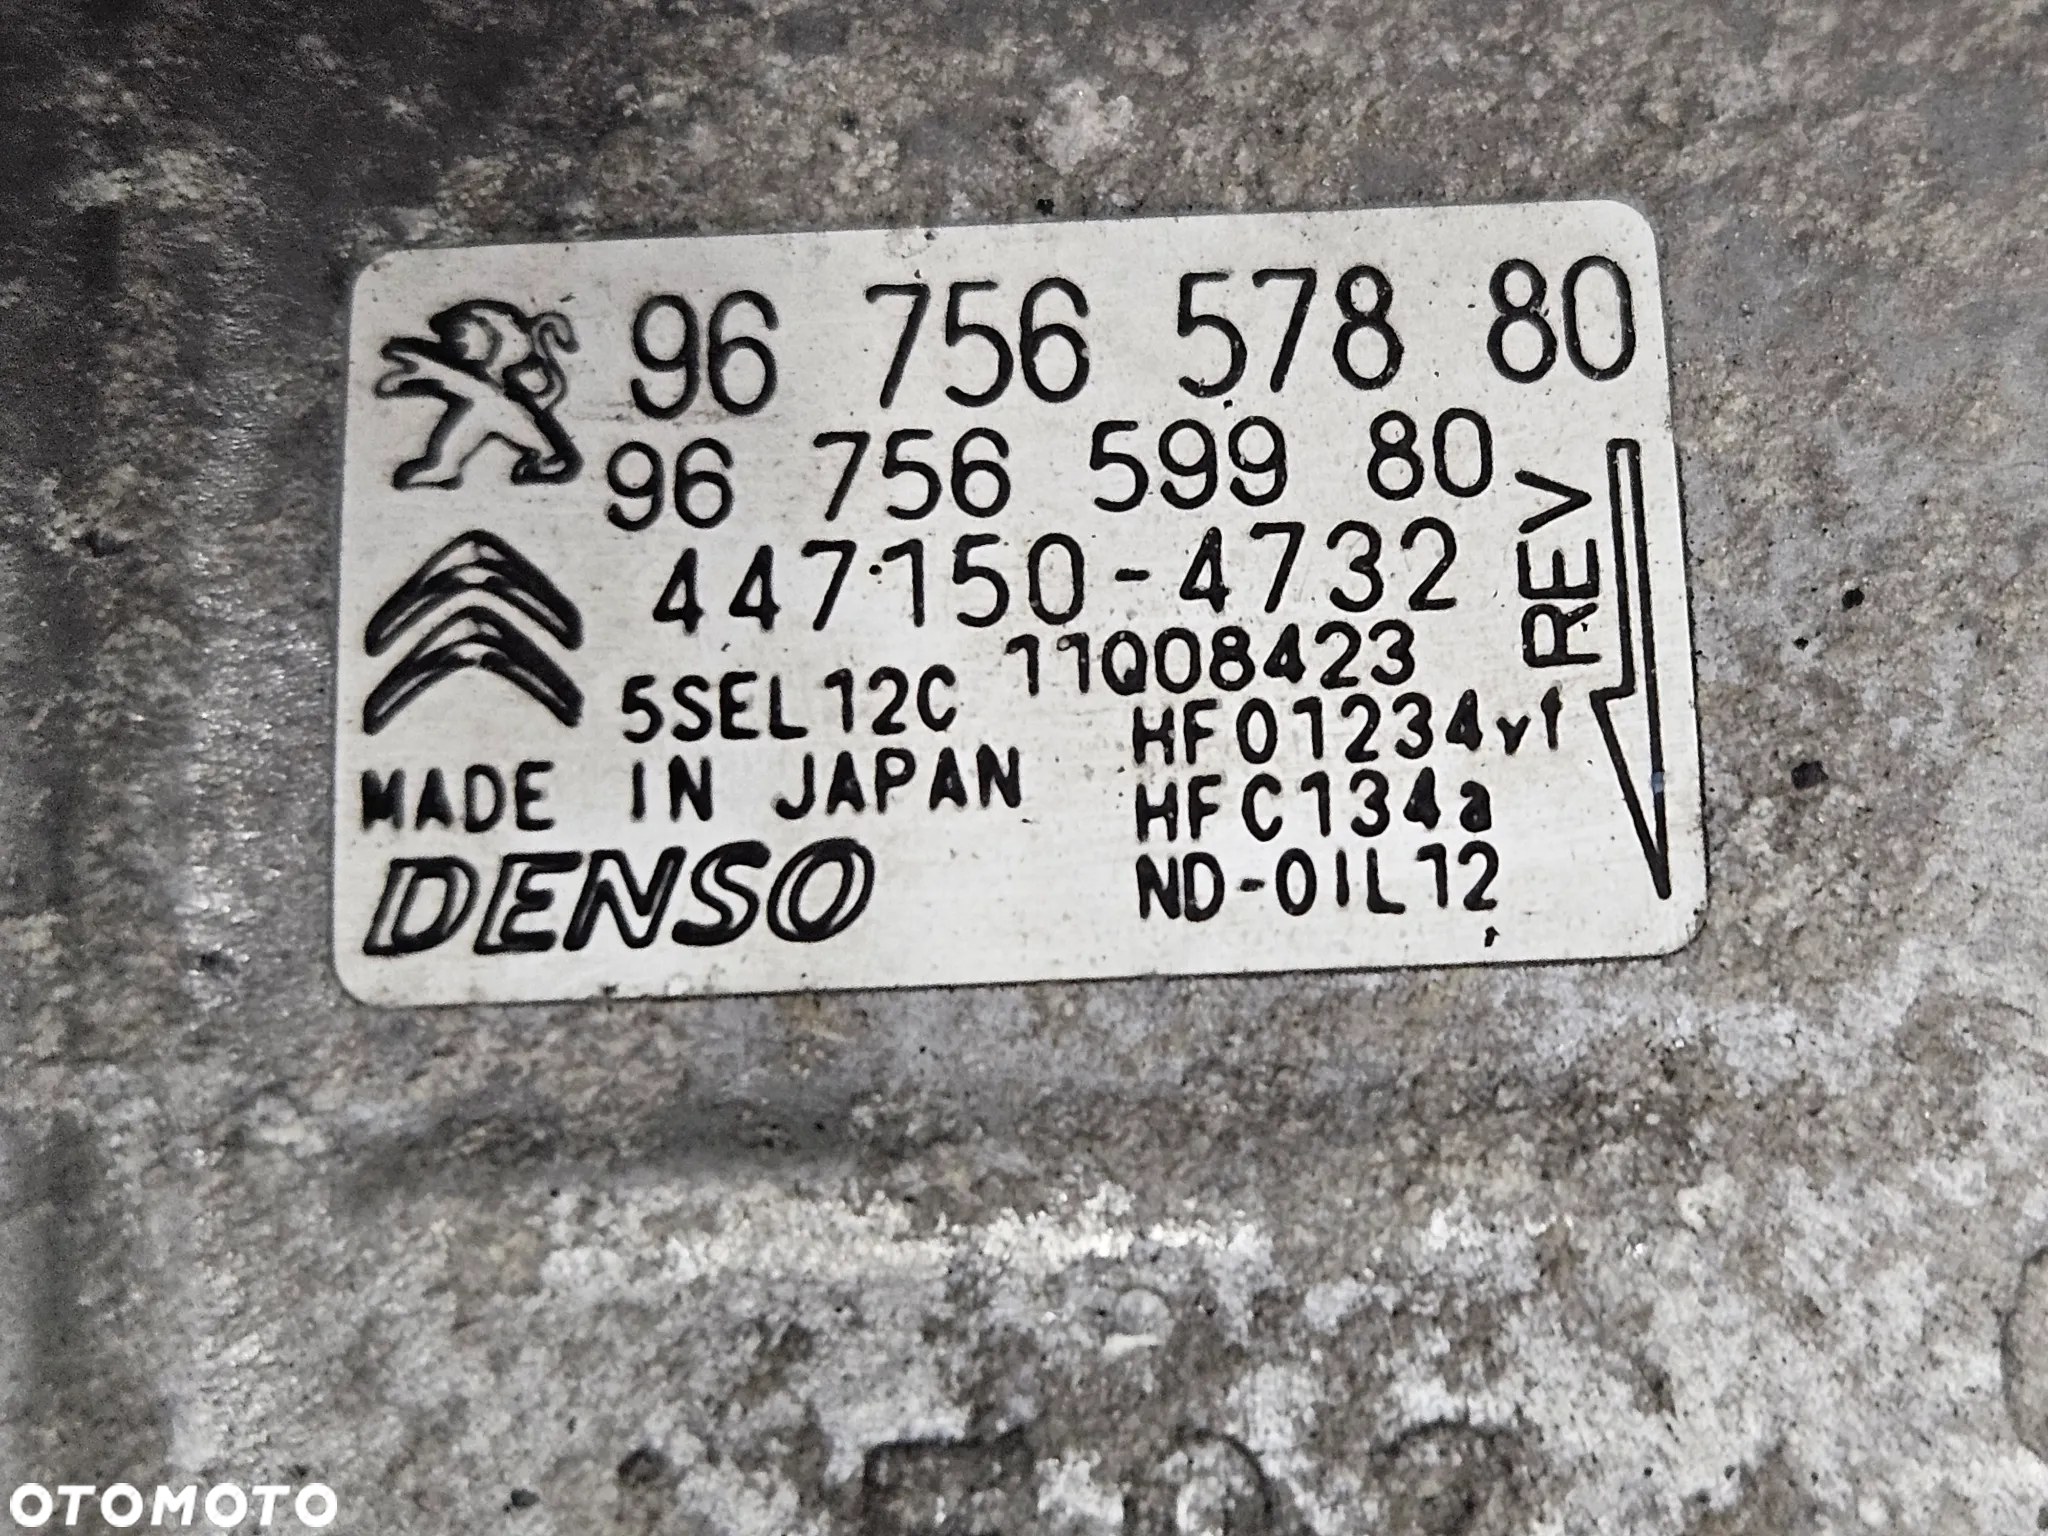 96 756 578 80
96 756 599 80
447150-4732
5SEL12C 11Q08423
HF01234yf
MADE IN JAPAN
HFC134a
DENSO
ND-OIL12
REV
OTOMOTO